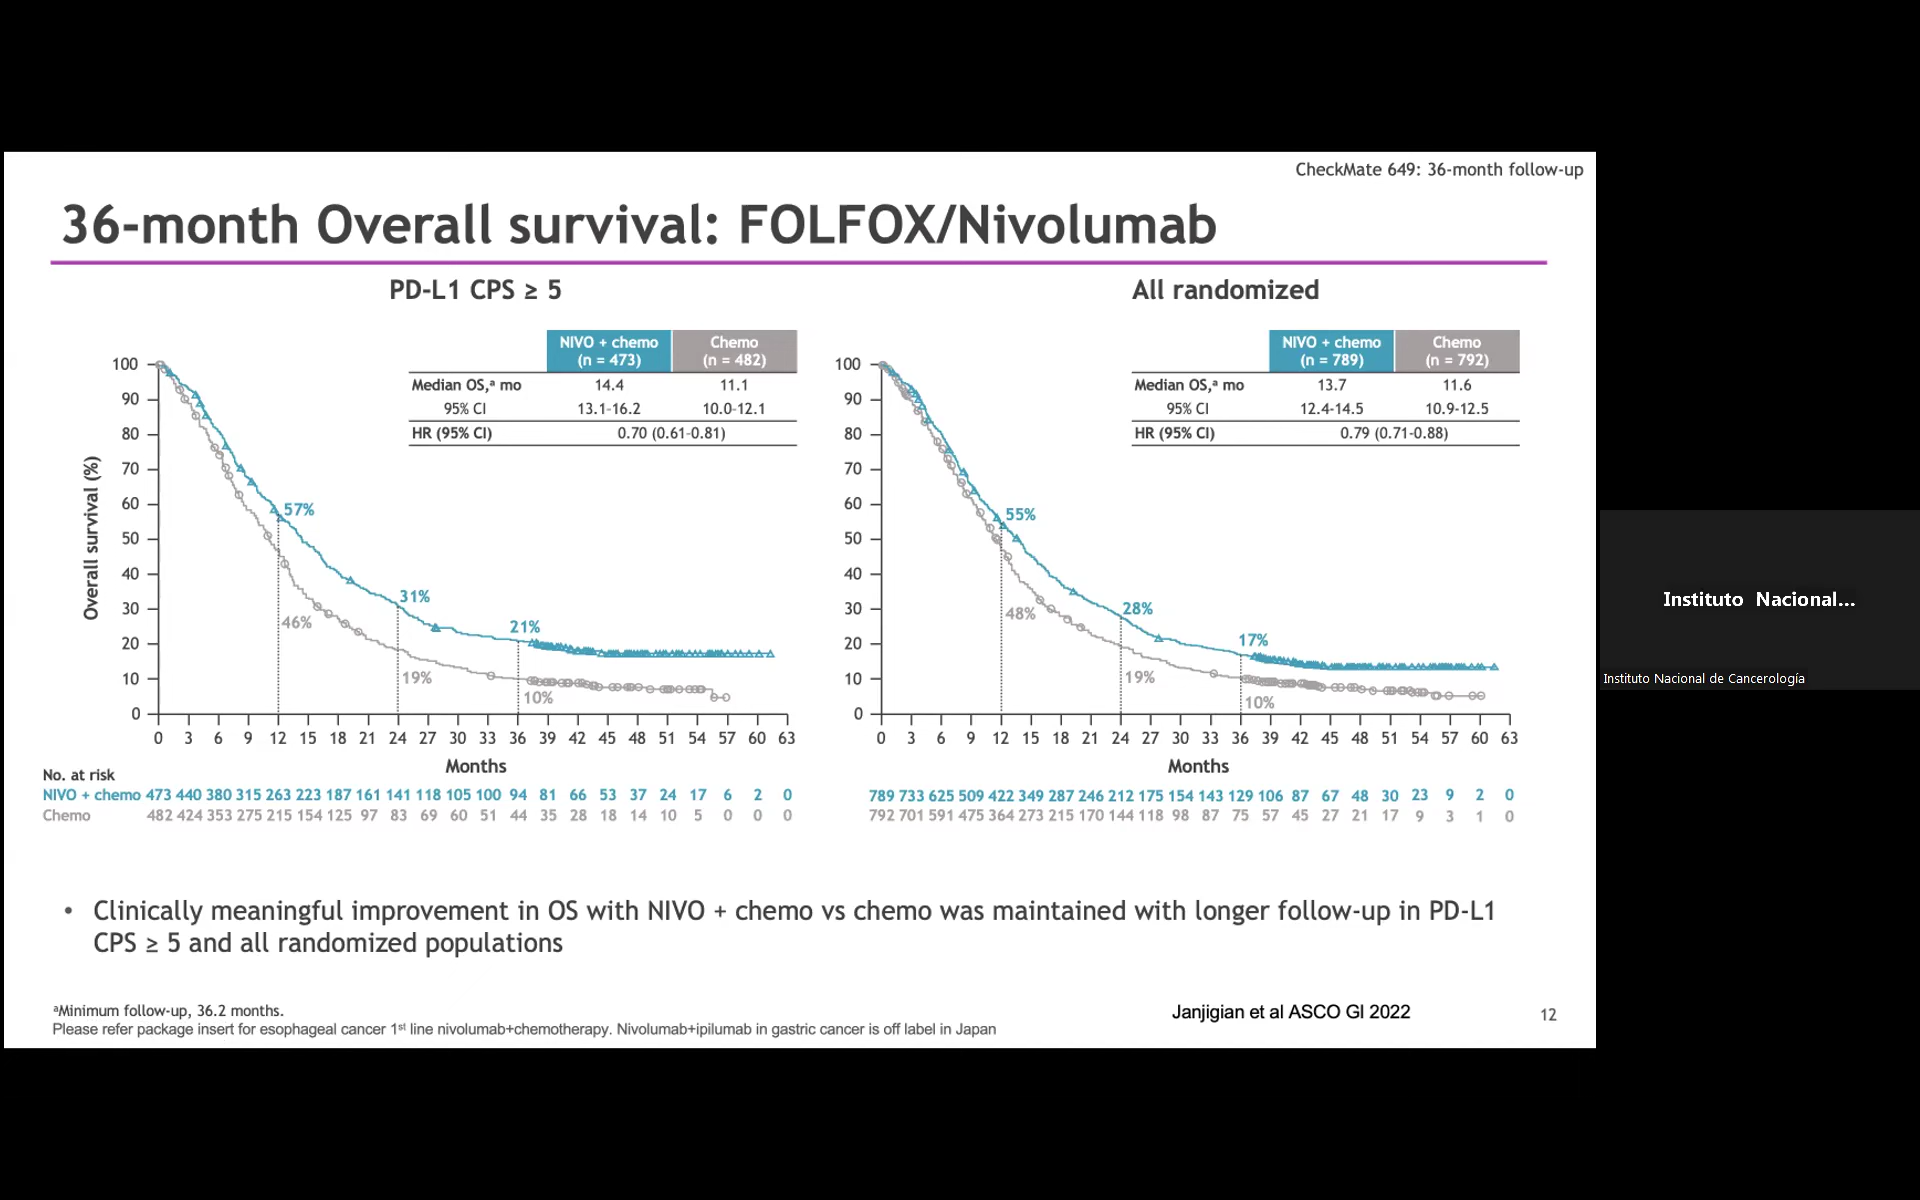 CheckMate 649: 36-month follow-up
36-month Overall survival: FOLFOX/Nivolumab
PD-L1 CPS ≥ 5
NIVO + chemo (n = 473) Chemo (n = 482)
Median OS,ᵃ mo 14.4 11.1
95% CI 13.1-16.2 10.0-12.1
HR (95% CI) 0.70 (0.61-0.81)
Overall survival (%)
100
90
80
70
60
50
40
30
20
10
0
57%
46%
31%
19%
21%
10%
0 3 6 9 12 15 18 21 24 27 30 33 36 39 42 45 48 51 54 57 60 63
Months
No. at risk
NIVO + chemo 473 440 380 315 263 223 187 161 141 118 105 100 94 81 66 53 37 24 17 6 2 0
Chemo 482 424 353 275 215 154 125 97 83 69 60 51 44 35 28 18 14 10 5 0 0 0
All randomized
NIVO + chemo (n = 789) Chemo (n = 792)
Median OS,ᵃ mo 13.7 11.6
95% CI 12.4-14.5 10.9-12.5
HR (95% CI) 0.79 (0.71-0.88)
100
90
80
70
60
50
40
30
20
10
0
55%
48%
28%
19%
17%
10%
0 3 6 9 12 15 18 21 24 27 30 33 36 39 42 45 48 51 54 57 60 63
Months
789 733 625 509 422 349 287 246 212 175 154 143 129 106 87 67 48 30 23 9 2 0
792 701 591 475 364 273 215 170 144 118 98 87 75 57 45 27 21 17 9 3 1 0
• Clinically meaningful improvement in OS with NIVO + chemo vs chemo was maintained with longer follow-up in PD-L1
CPS ≥ 5 and all randomized populations
ᵃMinimum follow-up, 36.2 months.
Please refer package insert for esophageal cancer 1ˢᵗ line nivolumab+chemotherapy. Nivolumab+ipilumab in gastric cancer is off label in Japan
Janjigian et al ASCO GI 2022
12
Instituto Nacional...
Instituto Nacional de Cancerología